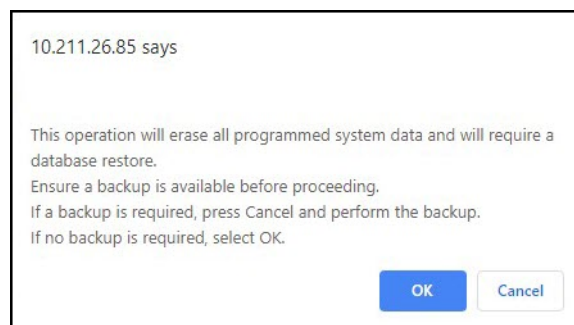 10.211.26.85 says
This operation will erase all programmed system data and will require a
database restore.
Ensure a backup is available before proceeding.
If a backup is required, press Cancel and perform the backup.
If no backup is required, select OK.
OK Cancel